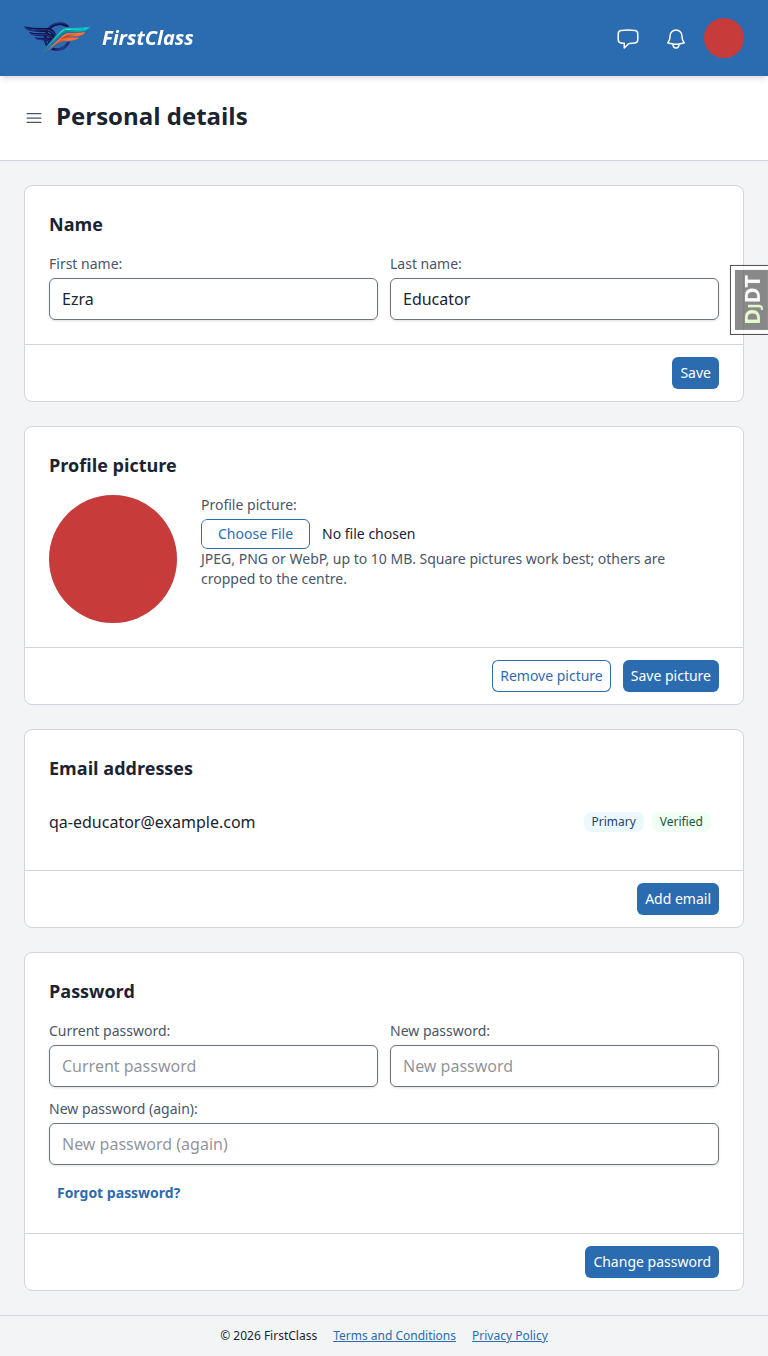 FirstClass
Personal details
Name
First name:
Last name:
Ezra
Educator
DjDT
Save
Profile picture
Profile picture:
Choose File No file chosen
JPEG, PNG or WebP, up to 10 MB. Square pictures work best; others are
cropped to the centre.
Remove picture
Save picture
Email addresses
qa-educator@example.com
Primary
Verified
Add email
Password
Current password:
New password:
Current password
New password
New password (again):
New password (again)
Forgot password?
Change password
© 2026 FirstClass Terms and Conditions Privacy Policy